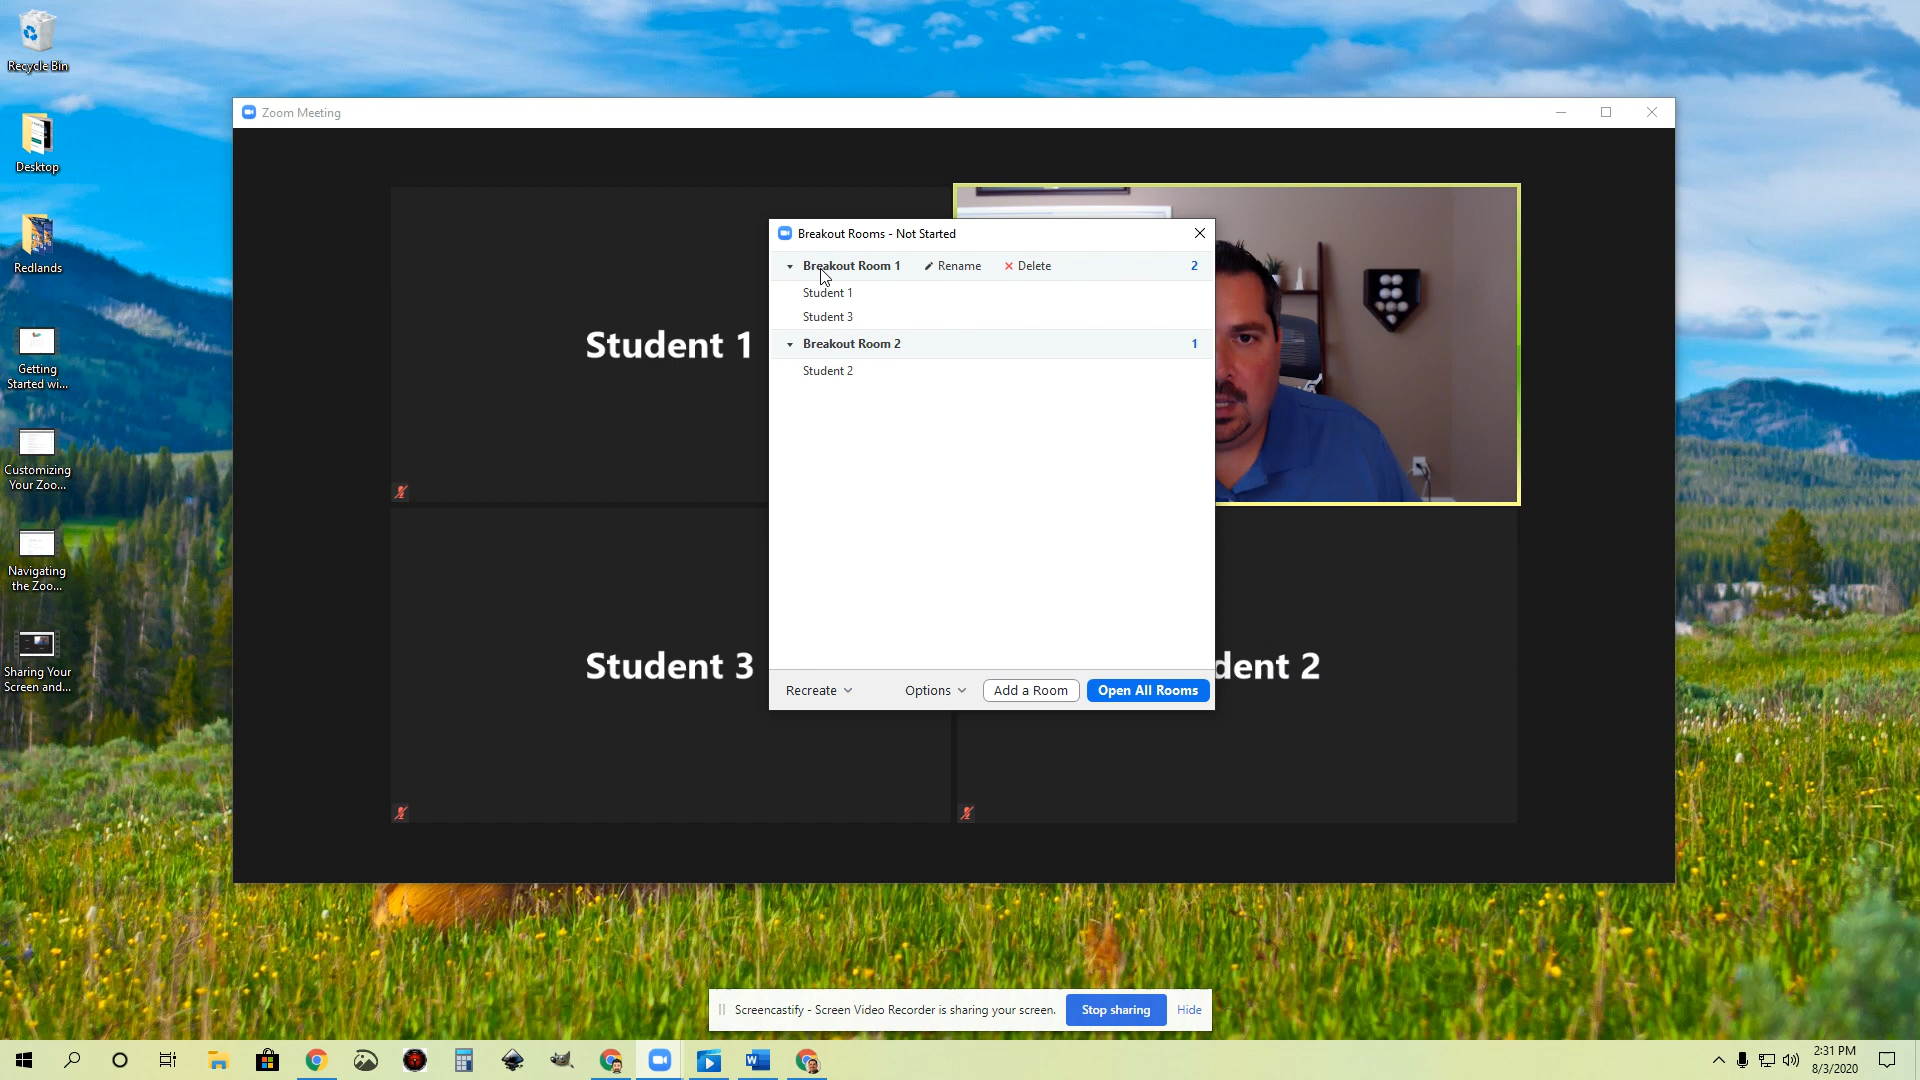 Recycle Bin
Desktop
Redlands
Getting
Started wi...
Customizing
Your Zoo...
Navigating
the Zoo...
Sharing Your
Screen and...
Zoom Meeting
Student 1
Student 3
dent 2
Breakout Rooms - Not Started
Breakout Room 1 Rename Delete 2
Student 1
Student 3
Breakout Room 2 1
Student 2
Recreate Options Add a Room Open All Rooms
Screencastify - Screen Video Recorder is sharing your screen. Stop sharing Hide
2:31 PM
8/3/2020